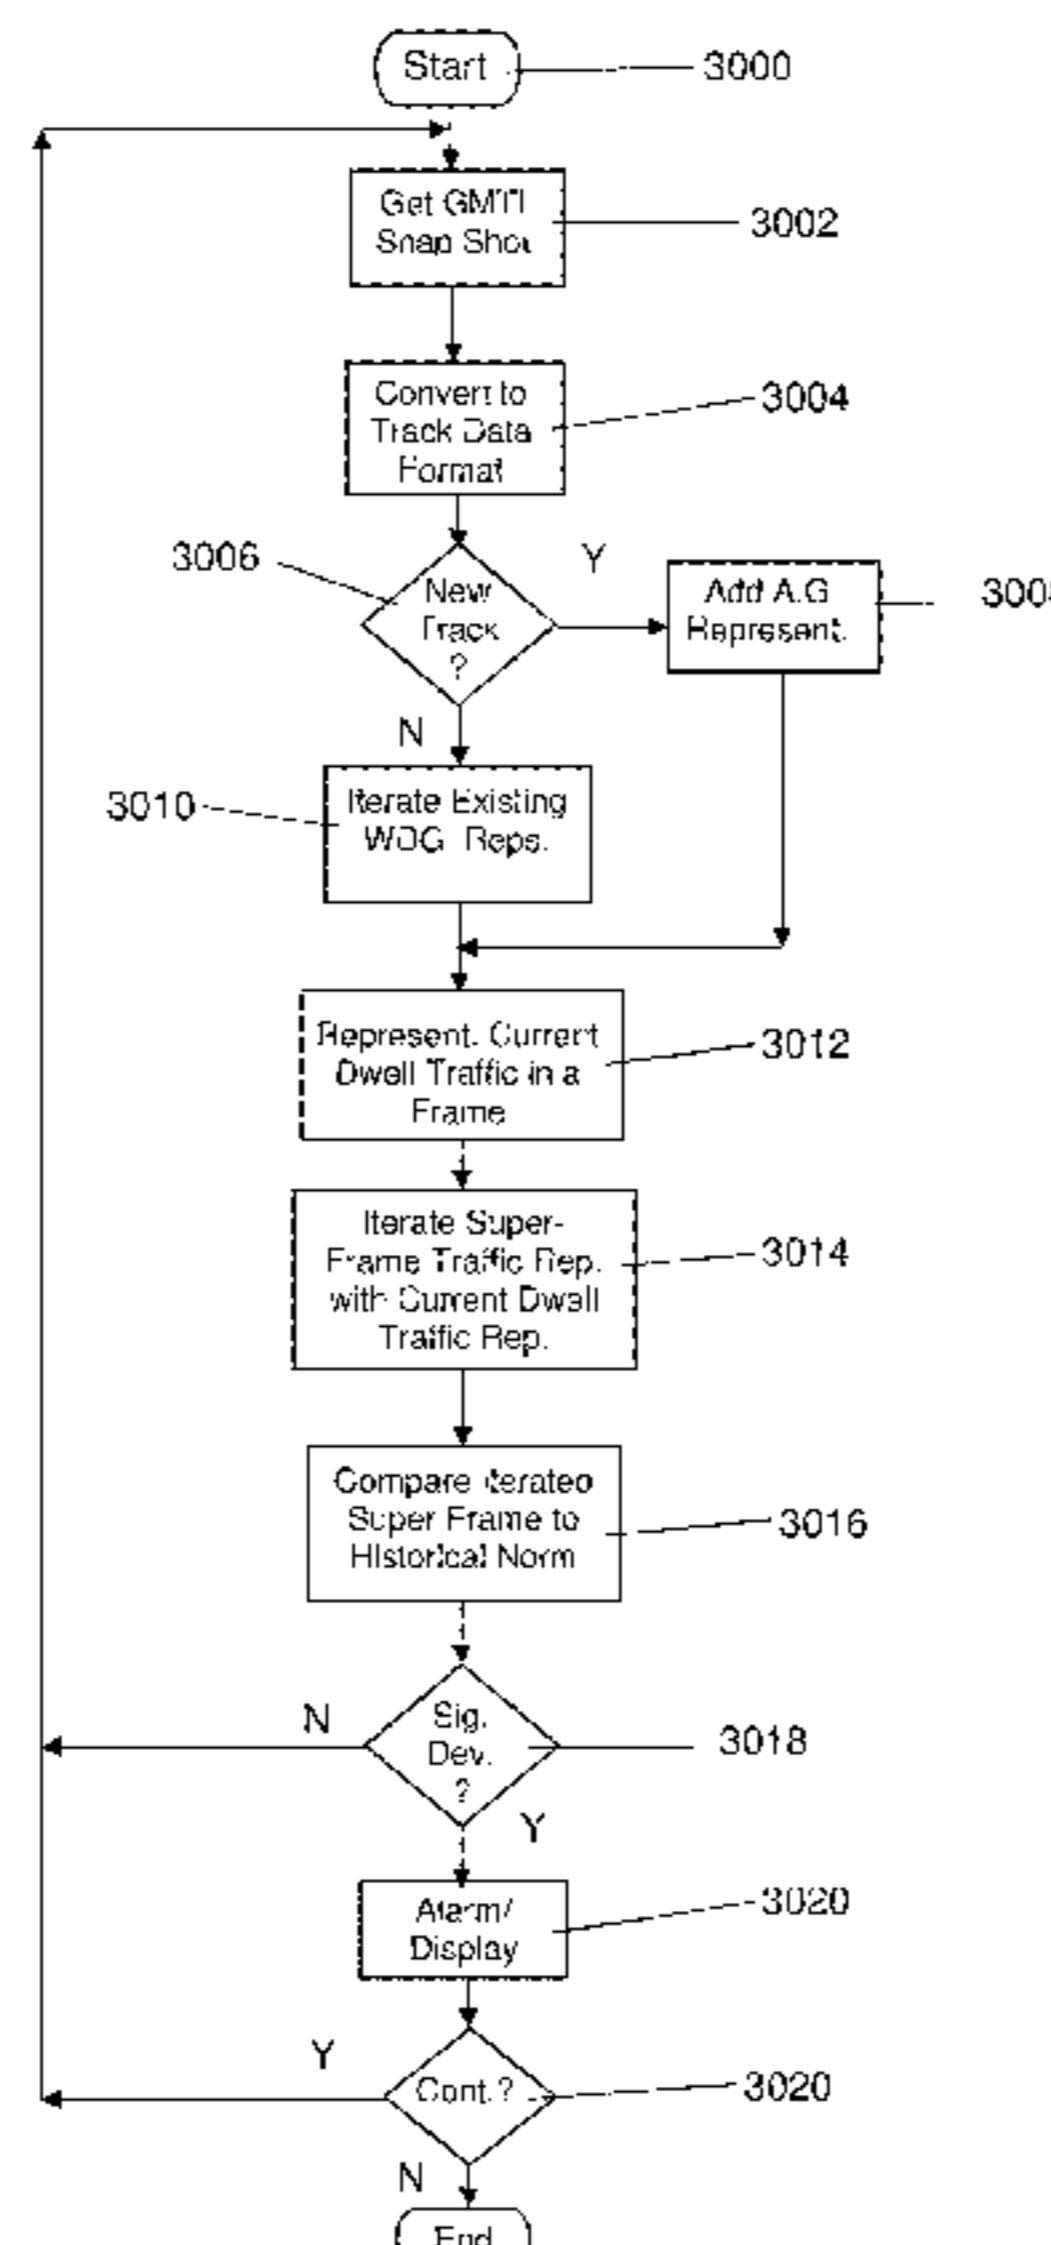 Start
3000
Get GMTI
Snap Shot
3002
Convert to
Track Data
Format
3004
3006
New
Track
?
Y
Add A.G
Represent.
N
3010
Iterate Existing
Reps.
Represent. Current
Dwell Traffic in a
Frame
3012
Iterate Super-
Frame Traffic Rep.
with Current Dwell
Traffic Rep.
3014
Compare Iterated
Super Frame to
Historical Norm
3016
Sig.
Dev.
?
N
3018
Y
Alarm/
Display
3020
Y
Cont.?
3020
N
End